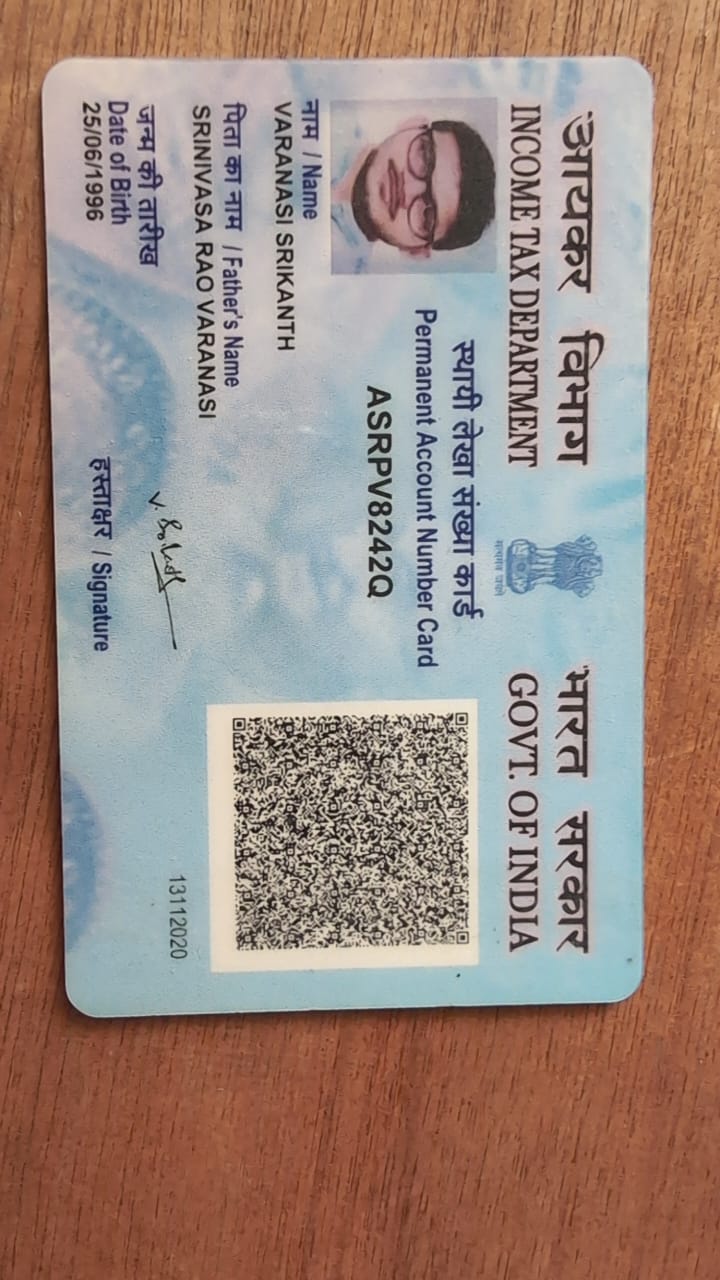 आयकर विभाग
INCOME TAX DEPARTMENT
सत्यमेव जयते
भारत सरकार
GOVT. OF INDIA
स्थायी लेखा संख्या कार्ड
Permanent Account Number Card
ASRPV8242Q
नाम / Name
VARANASI SRIKANTH
पिता का नाम / Father's Name
SRINIVASA RAO VARANASI
जन्म की तारीख
Date of Birth
25/06/1996
हस्ताक्षर / Signature
13112020